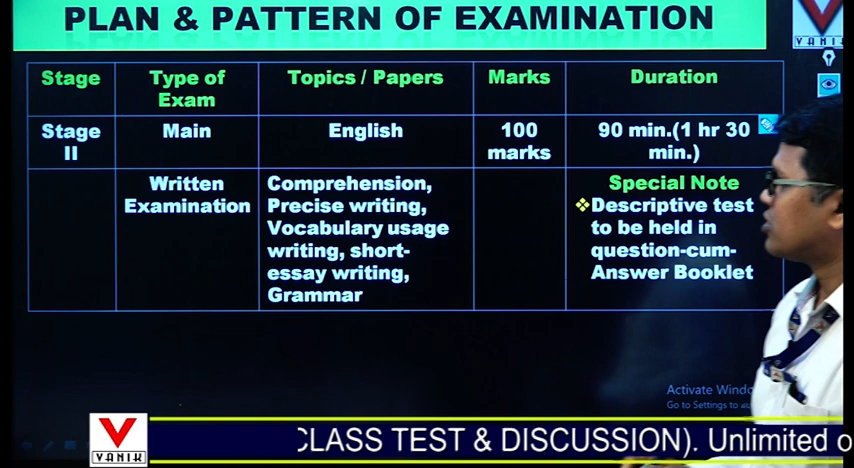 PLAN & PATTERN OF EXAMINATION
VANIK
Stage
Type of
Exam
Topics / Papers
Marks
Duration
Stage
II
Main
English
100
marks
90 min.(1 hr 30
min.)
Written
Examination
Comprehension,
Precise writing,
Vocabulary usage
writing, short-
essay writing,
Grammar
Special Note
❖Descriptive test
to be held in
question-cum-
Answer Booklet
Activate Windo
Go to Settings to
VANIK
CLASS TEST & DISCUSSION). Unlimited o